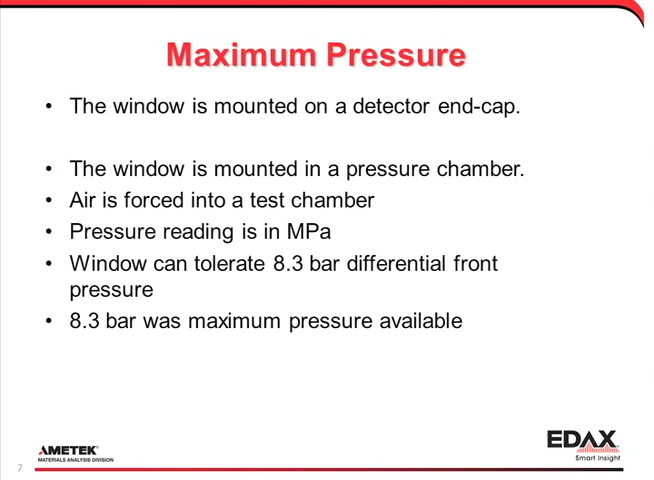 Maximum Pressure
• The window is mounted on a detector end-cap.
• The window is mounted in a pressure chamber.
• Air is forced into a test chamber
• Pressure reading is in MPa
• Window can tolerate 8.3 bar differential front
pressure
• 8.3 bar was maximum pressure available
AMETEK®
MATERIALS ANALYSIS DIVISION
EDAX
Smart Insight
7